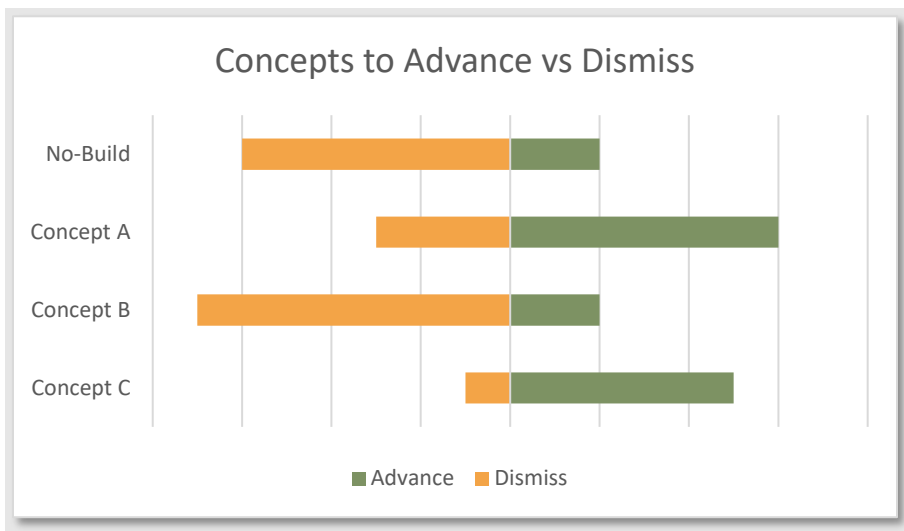 Concepts to Advance vs Dismiss
No-Build
Concept A
Concept B
Concept C
Advance Dismiss